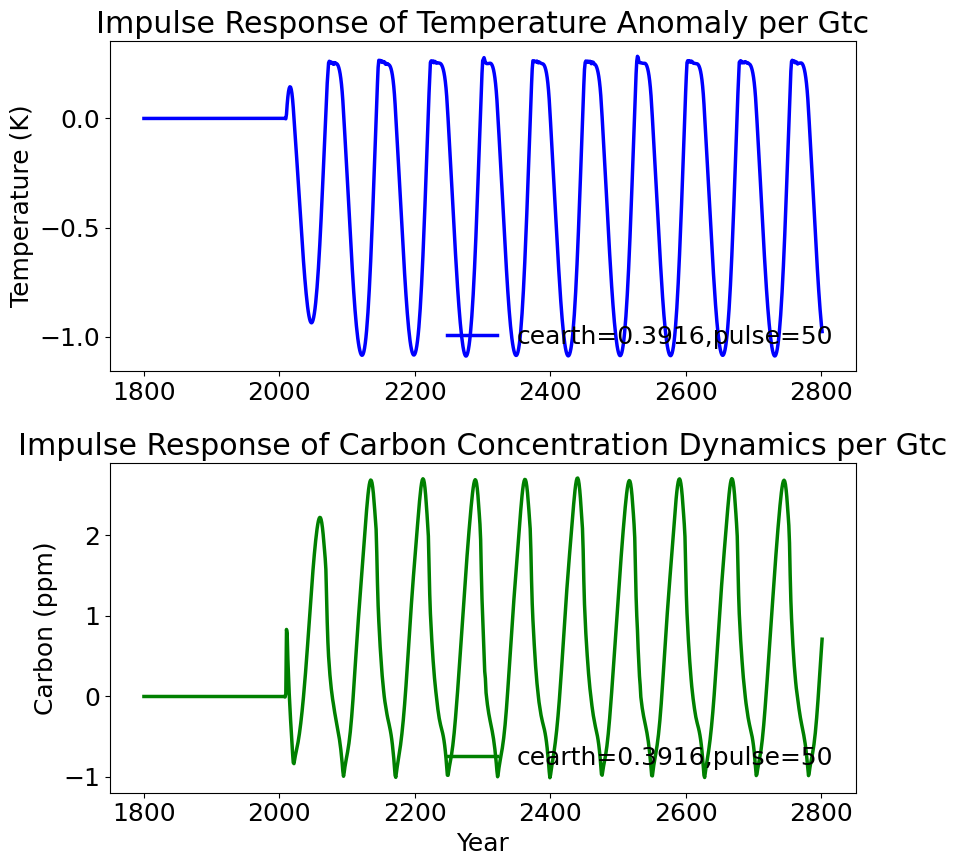 Impulse Response of Temperature Anomaly per Gtc
Temperature (K)
0.0
−0.5
−1.0
cearth=0.3916,pulse=50
1800 2000 2200 2400 2600 2800
Impulse Response of Carbon Concentration Dynamics per Gtc
Carbon (ppm)
2
1
0
−1
cearth=0.3916,pulse=50
1800 2000 2200 2400 2600 2800
Year